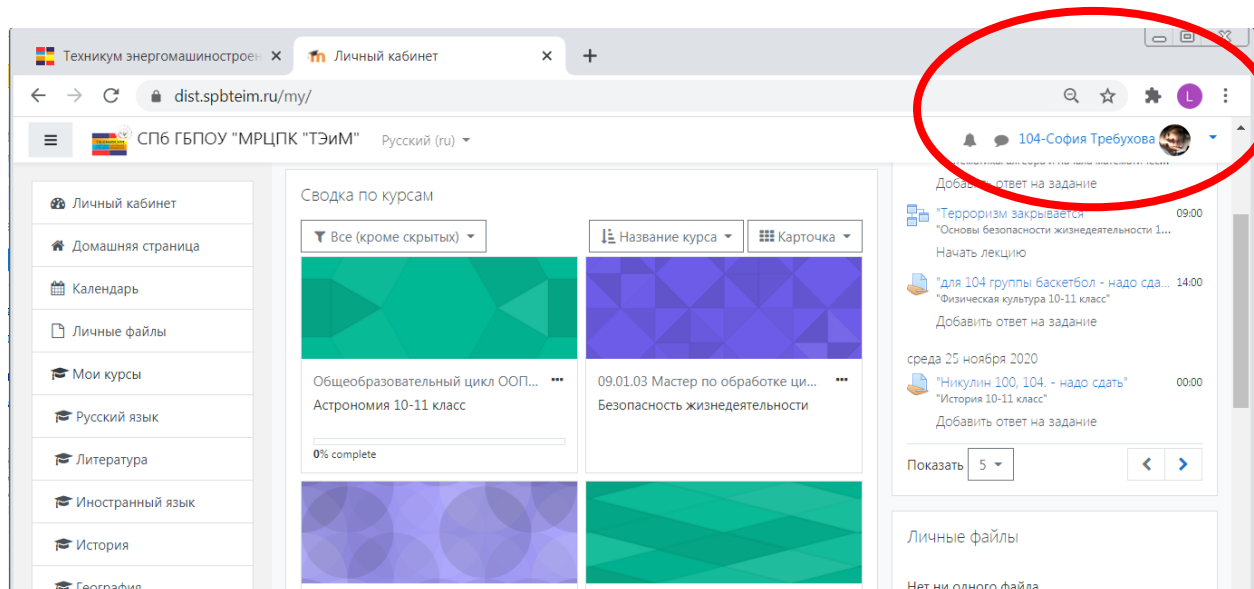 Техникум энергомашиностроен
Личный кабинет
dist.spbteim.ru/my/
L
СПб ГБПОУ "МРЦПК "ТЭиМ" Русский (ru)
104-София Требухова
Личный кабинет
Домашняя страница
Календарь
Личные файлы
Мои курсы
Русский язык
Литература
Иностранный язык
История
География
Сводка по курсам
Все (кроме скрытых)
Название курса
Карточка
Общеобразовательный цикл ООП...
Астрономия 10-11 класс
0% complete
09.01.03 Мастер по обработке ци...
Безопасность жизнедеятельности
Добавить ответ на задание
"Терроризм закрывается 09:00
"Основы безопасности жизнедеятельности 1...
Начать лекцию
"для 104 группы баскетбол - надо сда... 14:00
"Физическая культура 10-11 класс"
Добавить ответ на задание
среда 25 ноября 2020
"Никулин 100, 104. - надо сдать" 00:00
"История 10-11 класс"
Добавить ответ на задание
Показать 5
Личные файлы
Нет ни одного файла